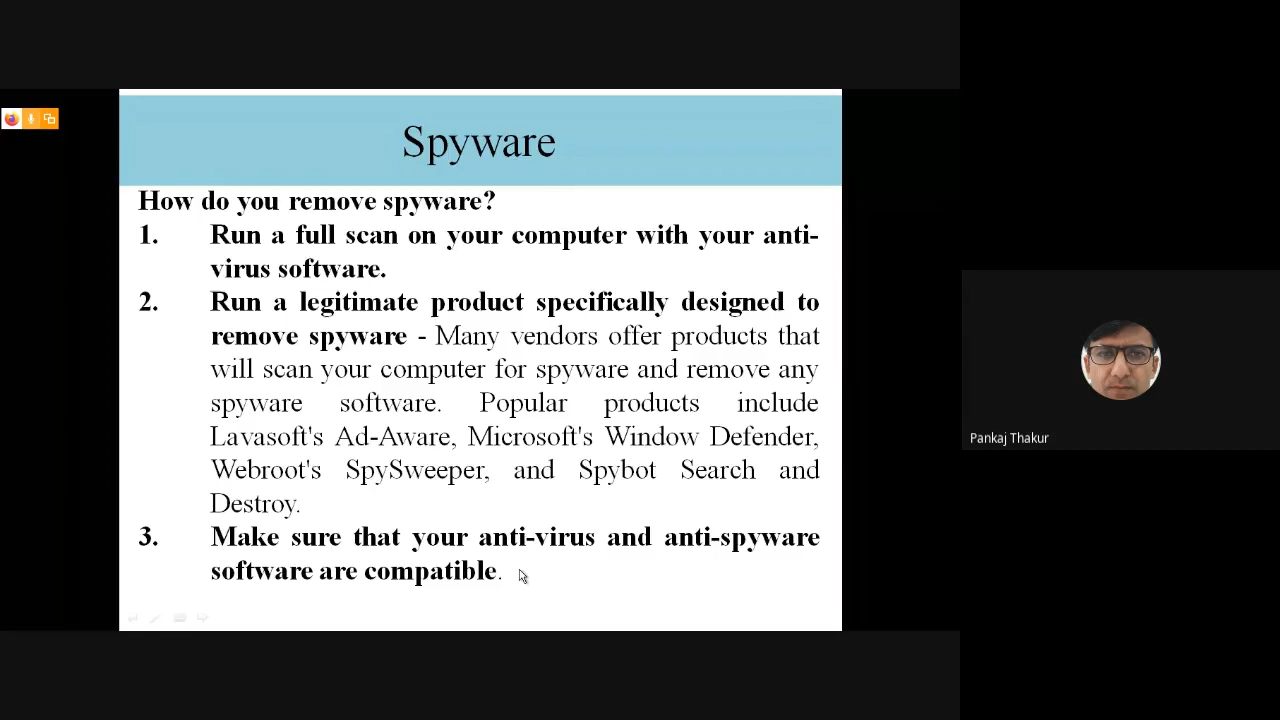 Spyware
How do you remove spyware?
1. Run a full scan on your computer with your anti-
virus software.
2. Run a legitimate product specifically designed to
remove spyware - Many vendors offer products that
will scan your computer for spyware and remove any
spyware software. Popular products include
Lavasoft's Ad-Aware, Microsoft's Window Defender,
Webroot's SpySweeper, and Spybot Search and
Destroy.
3. Make sure that your anti-virus and anti-spyware
software are compatible.
Pankaj Thakur